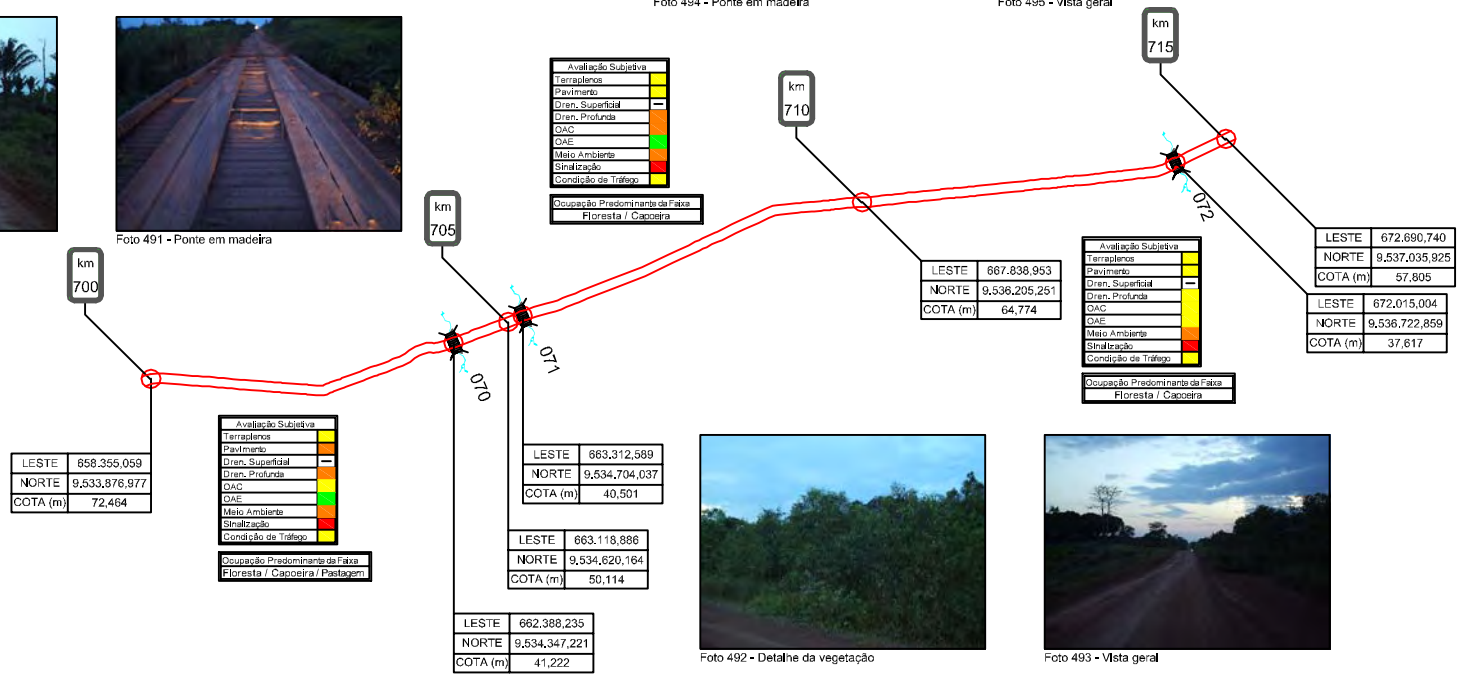 Foto 494 - Ponte em madeira
Foto 495 - Vista geral
km
715
Avaliação Subjetiva
Terraplenos
Pavimento
Dren. Superficial
Dren. Profunda
OAC
OAE
Meio Ambiente
Sinalização
Condição de Tráfego
Ocupação Predominante da Faixa
Floresta / Capoeira
km
710
km
705
Foto 491 - Ponte em madeira
km
700
070
071
072
LESTE 667.838,953
NORTE 9.536.205,251
COTA (m) 64,774
Avaliação Subjetiva
Terraplenos
Pavimento
Dren. Superficial
Dren. Profunda
OAC
OAE
Meio Ambiente
Sinalização
Condição de Tráfego
Ocupação Predominante da Faixa
Floresta / Capoeira
LESTE 672.690,740
NORTE 9.537.035,925
COTA (m) 57,805
LESTE 672.015,004
NORTE 9.536.722,859
COTA (m) 37,617
LESTE 658.355,059
NORTE 9.533.876,977
COTA (m) 72,464
Avaliação Subjetiva
Terraplenos
Pavimento
Dren. Superficial
Dren. Profunda
OAC
OAE
Meio Ambiente
Sinalização
Condição de Tráfego
Ocupação Predominante da Faixa
Floresta / Capoeira / Pastagem
LESTE 663.312,589
NORTE 9.534.704,037
COTA (m) 40,501
LESTE 663.118,886
NORTE 9.534.620,164
COTA (m) 50,114
LESTE 662.388,235
NORTE 9.534.347,221
COTA (m) 41,222
Foto 492 - Detalhe da vegetação
Foto 493 - Vista geral